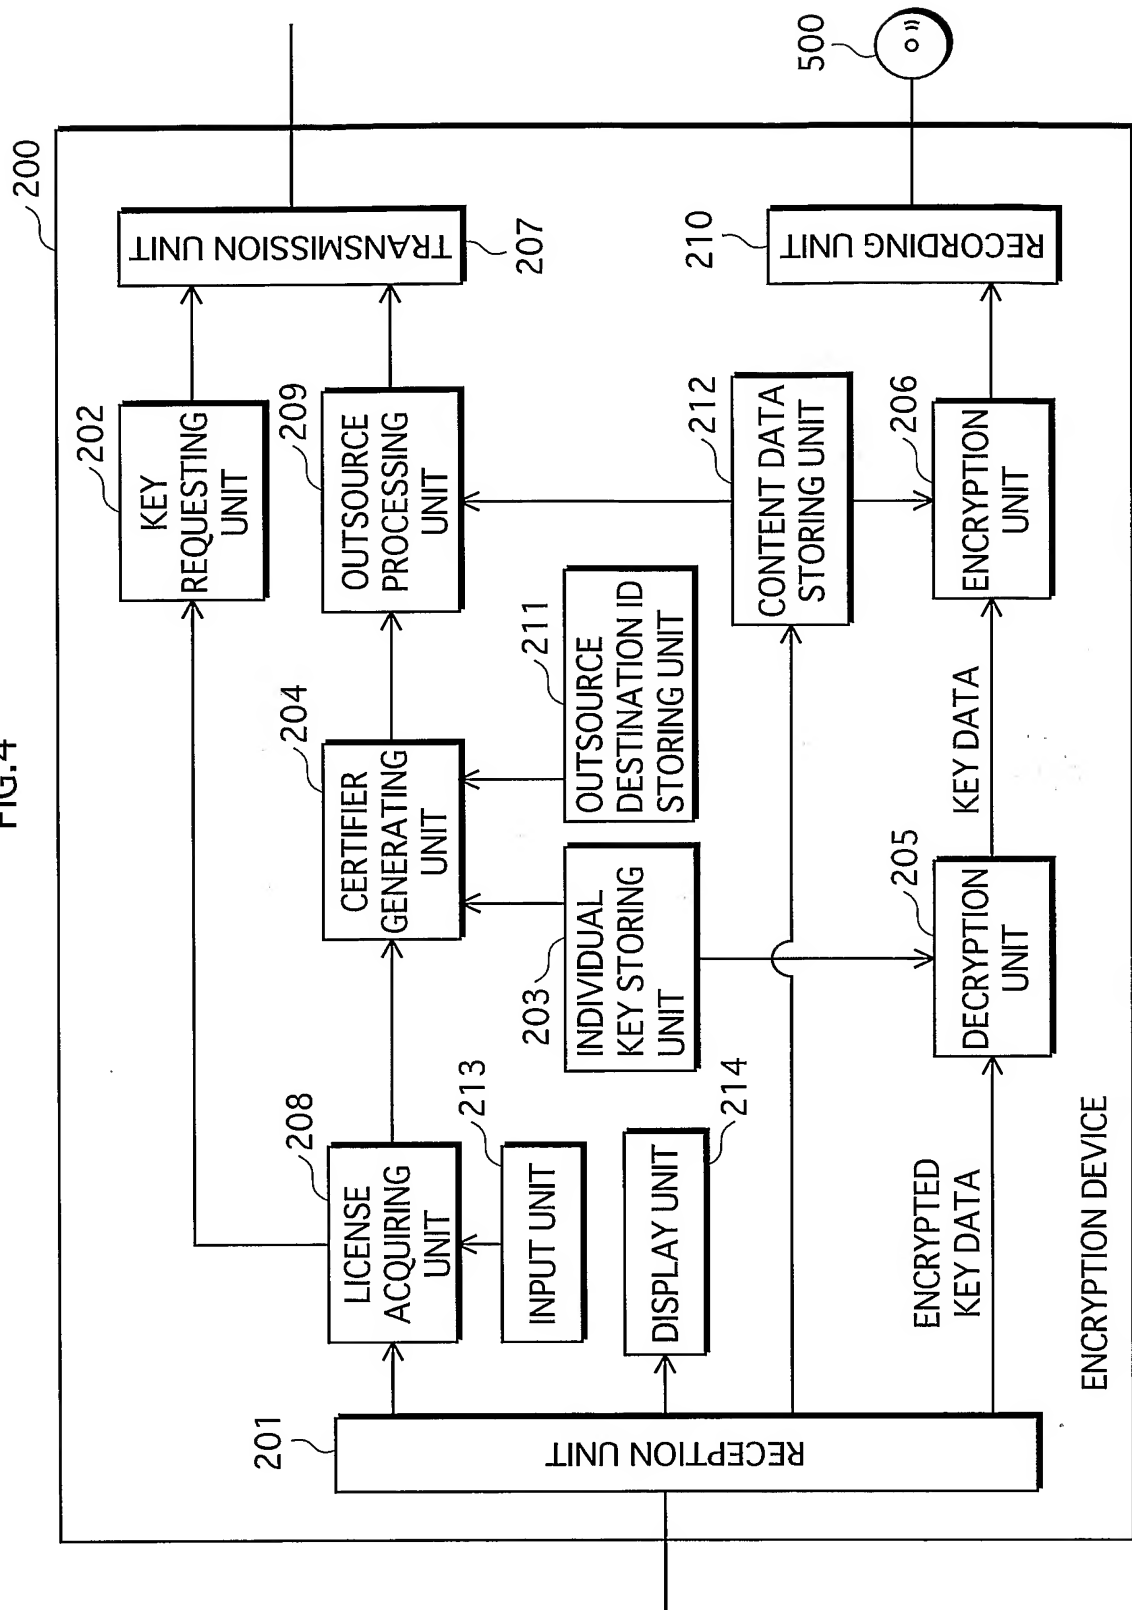 FIG.4
200
500
TRANSMISSION UNIT
207
210
RECORDING UNIT
202
KEY
REQUESTING
UNIT
209
OUTSOURCE
PROCESSING
UNIT
212
CONTENT DATA
STORING UNIT
206
ENCRYPTION
UNIT
204
CERTIFIER
GENERATING
UNIT
211
OUTSOURCE
DESTINATION ID
STORING UNIT
KEY DATA
203
INDIVIDUAL
KEY STORING
UNIT
205
DECRYPTION
UNIT
208
LICENSE
ACQUIRING
UNIT
213
INPUT UNIT
214
DISPLAY UNIT
ENCRYPTED
KEY DATA
201
RECEPTION UNIT
ENCRYPTION DEVICE